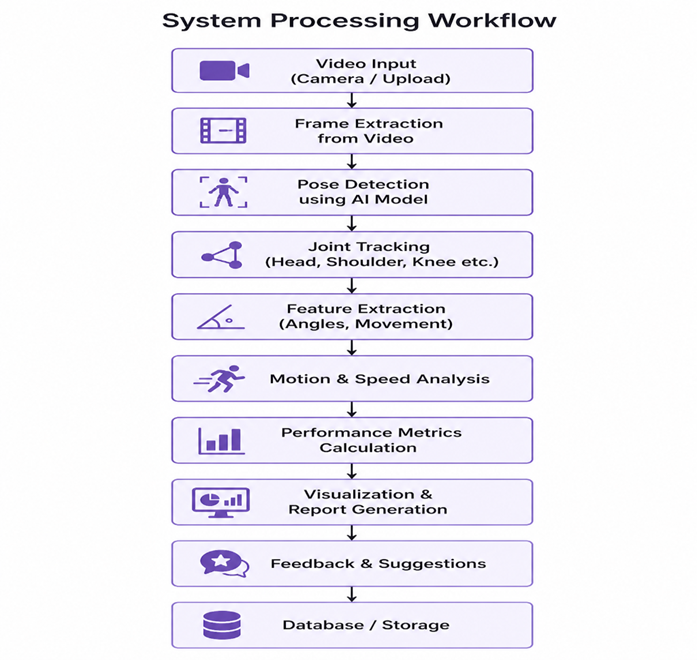 System Processing Workflow
Video Input
(Camera / Upload)
Frame Extraction
from Video
Pose Detection
using AI Model
Joint Tracking
(Head, Shoulder, Knee etc.)
Feature Extraction
(Angles, Movement)
Motion & Speed Analysis
Performance Metrics
Calculation
Visualization &
Report Generation
Feedback & Suggestions
Database / Storage